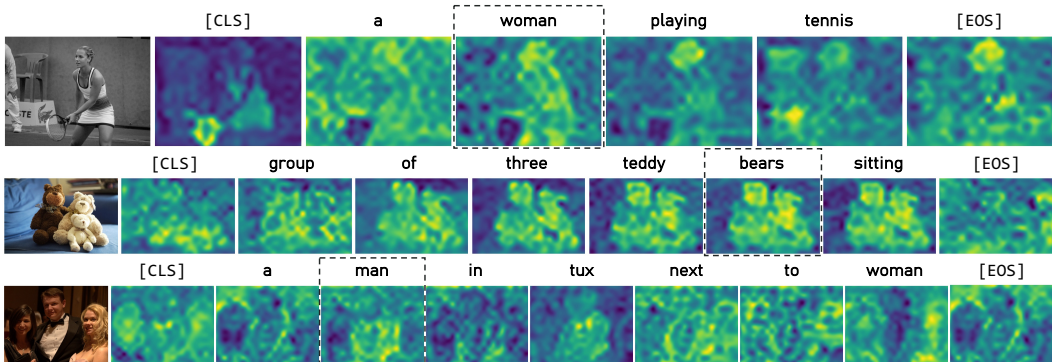 [CLS] a woman playing tennis [EOS]
STE
[CLS] group of three teddy bears sitting [EOS]
[CLS] a man in tux next to woman [EOS]